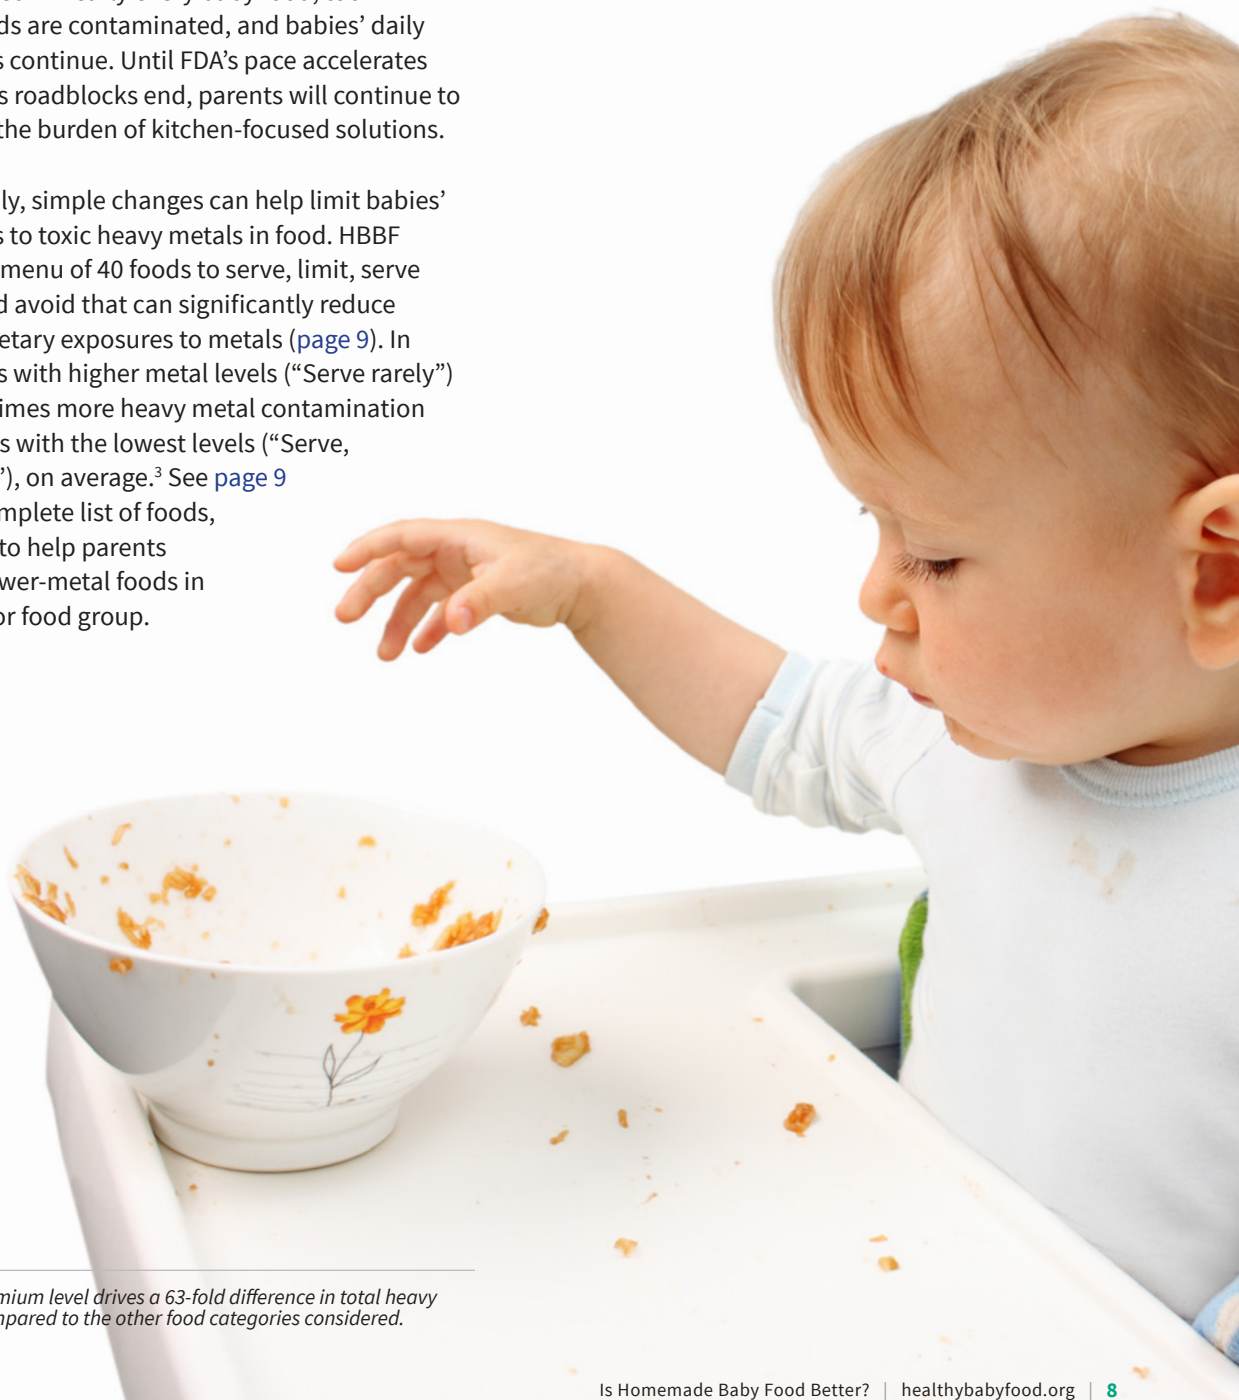 ds are contaminated, and babies’ daily
s continue. Until FDA’s pace accelerates
s roadblocks end, parents will continue to
the burden of kitchen-focused solutions.
ly, simple changes can help limit babies’
s to toxic heavy metals in food. HBBF
menu of 40 foods to serve, limit, serve
d avoid that can significantly reduce
etary exposures to metals (page 9). In
s with higher metal levels (“Serve rarely”)
imes more heavy metal contamination
s with the lowest levels (“Serve,
”), on average.³ See page 9
mplete list of foods,
to help parents
wer-metal foods in
or food group.
mium level drives a 63-fold difference in total heavy
mpared to the other food categories considered.
Is Homemade Baby Food Better? | healthybabyfood.org | 8